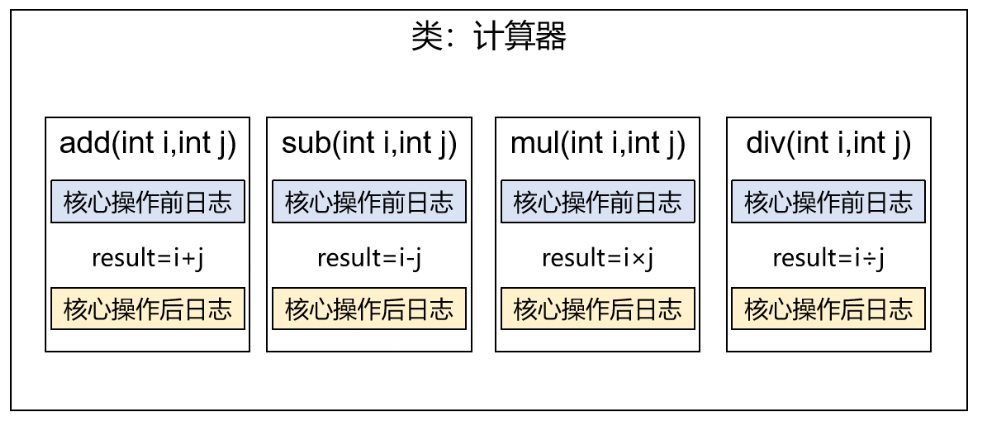 类：计算器
add(int i,int j)
核心操作前日志
result=i+j
核心操作后日志
sub(int i,int j)
核心操作前日志
result=i-j
核心操作后日志
mul(int i,int j)
核心操作前日志
result=i×j
核心操作后日志
div(int i,int j)
核心操作前日志
result=i÷j
核心操作后日志